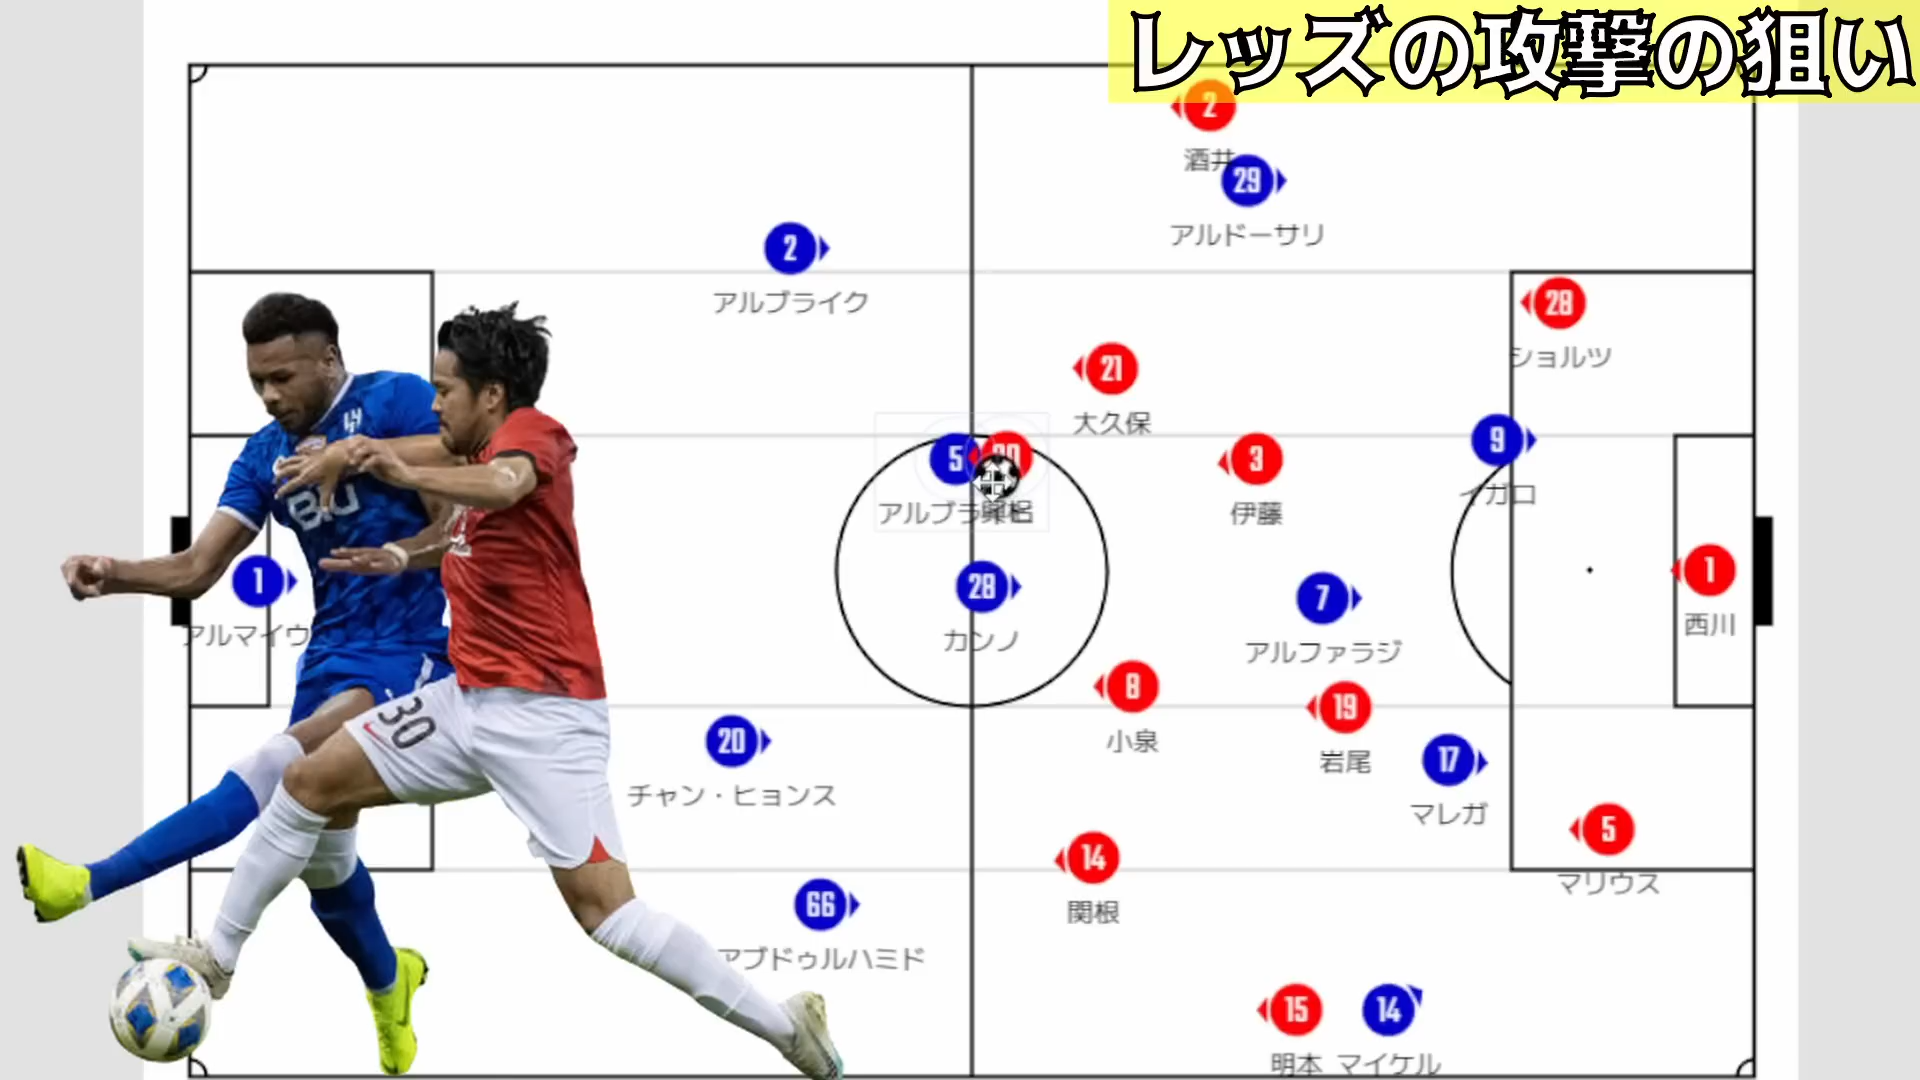 レッズの攻撃の狙い
2
酒井
29
アルドーサリ
2
アルブライク
28
ショルツ
21
大久保
9
イガロ
5
3
伊藤
1
西川
1
アルマイウ
28
カンノ
7
アルファラジ
8
小泉
19
岩尾
20
チャン・ヒョンス
17
マレガ
5
マリウス
14
関根
66
アブドゥルハミド
15
明本
14
マイケル
30